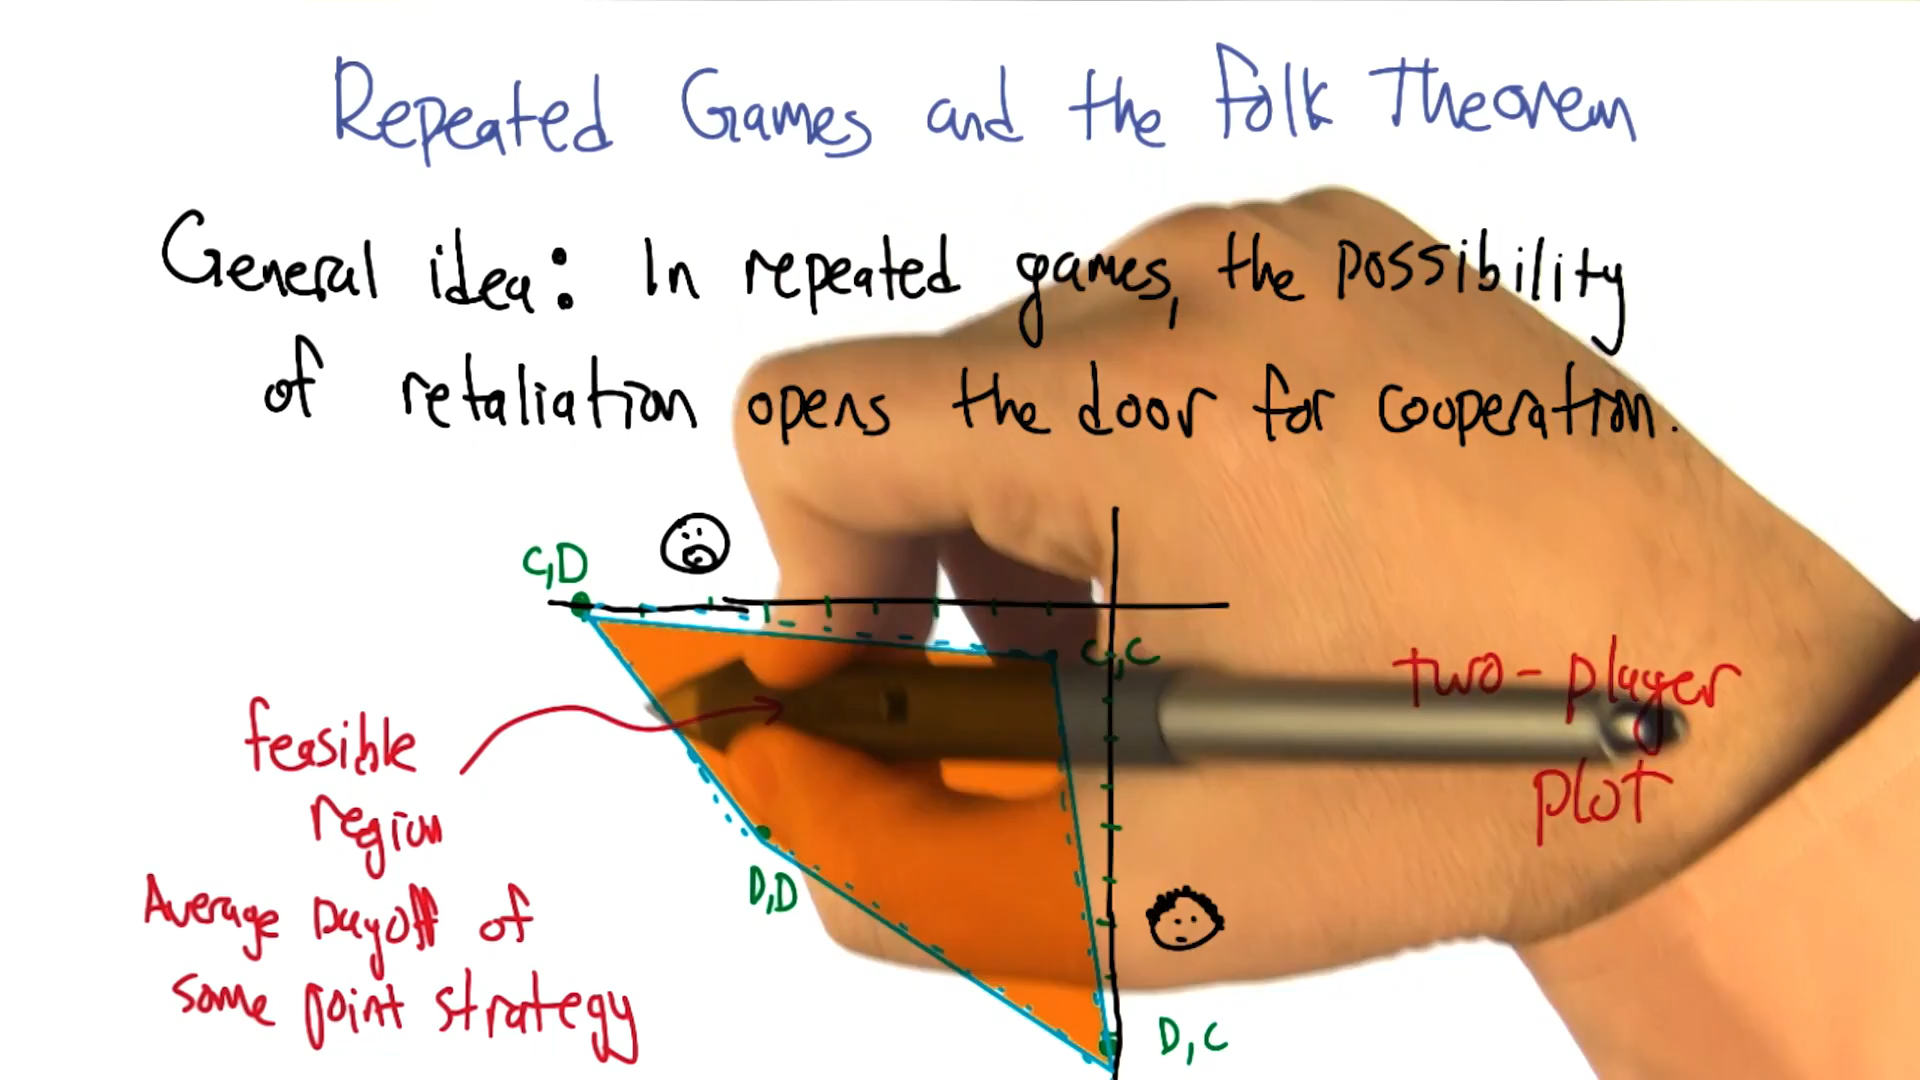 Repeated Games and the Folk Theorem
General idea: In repeated games, the possibility
of retaliation opens the door for cooperation.
C,D
C,C
two-player
plot
feasible
region
D,D
Average payoff of
some point strategy
D,C